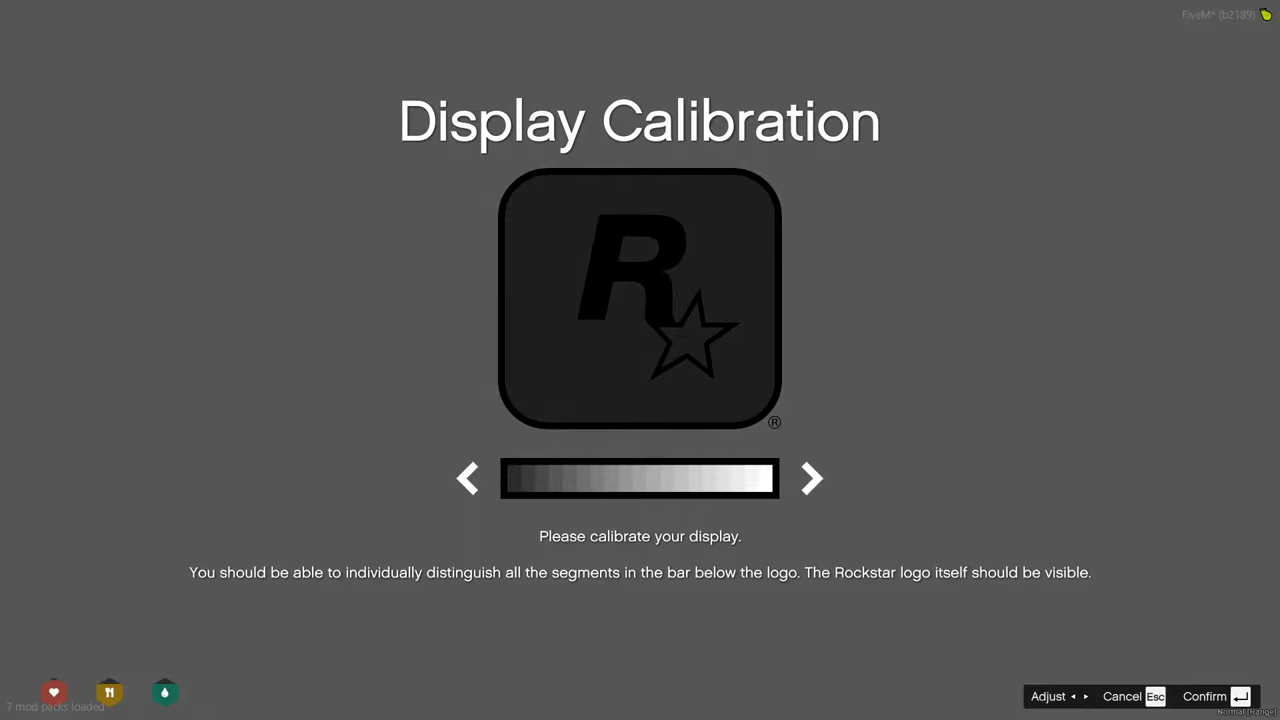 FiveM* (b2189)
Display Calibration
R
®
Please calibrate your display.
You should be able to individually distinguish all the segments in the bar below the logo. The Rockstar logo itself should be visible.
7 mod packs loaded
Adjust Cancel Esc Confirm
Normal [Range]